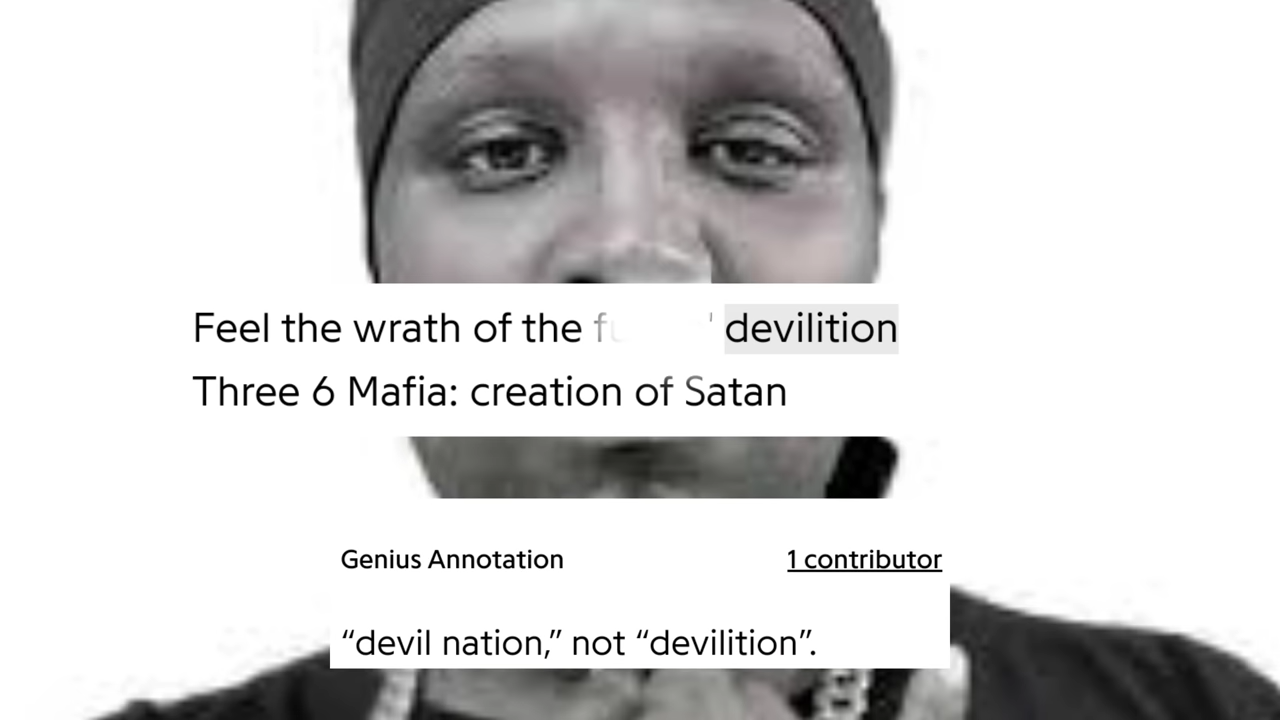 Feel the wrath of the devilition
Three 6 Mafia: creation of Satan
Genius Annotation
1 contributor
“devil nation,” not “devilition”.